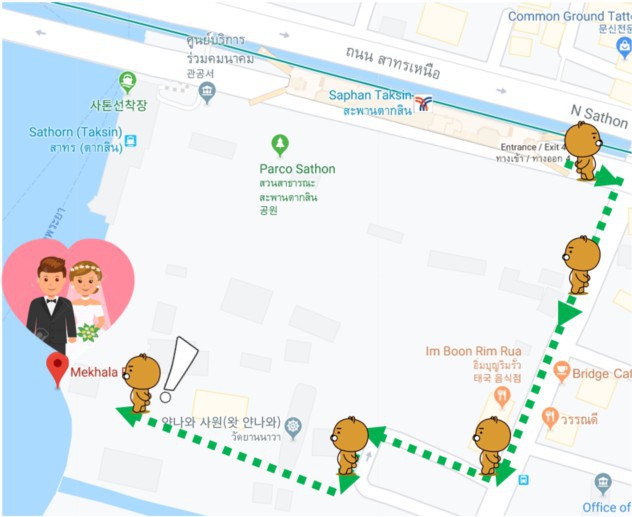 Common Ground Tatto
문신전문
ศูนย์บริการ
ร่วมคมนาคม
관공서
ถนน สาทรเหนือ
사톤선착장
Saphan Taksin
สะพานตากสิน
N Sathon
Sathorn (Taksin)
สาทร (ตากสิน)
Entrance / Exit 4
ทางเข้า / ทางออก 4
Parco Sathon
สวนสาธารณะ
สะพานตากสิน
공원
Im Boon Rim Rua
อิ่มบุญริมรั้ว
태국 음식점
Mekhala
Bridge Cat
วรรณดี
얀나와 사원(왓 얀나와)
วัดยานนาวา
Office of